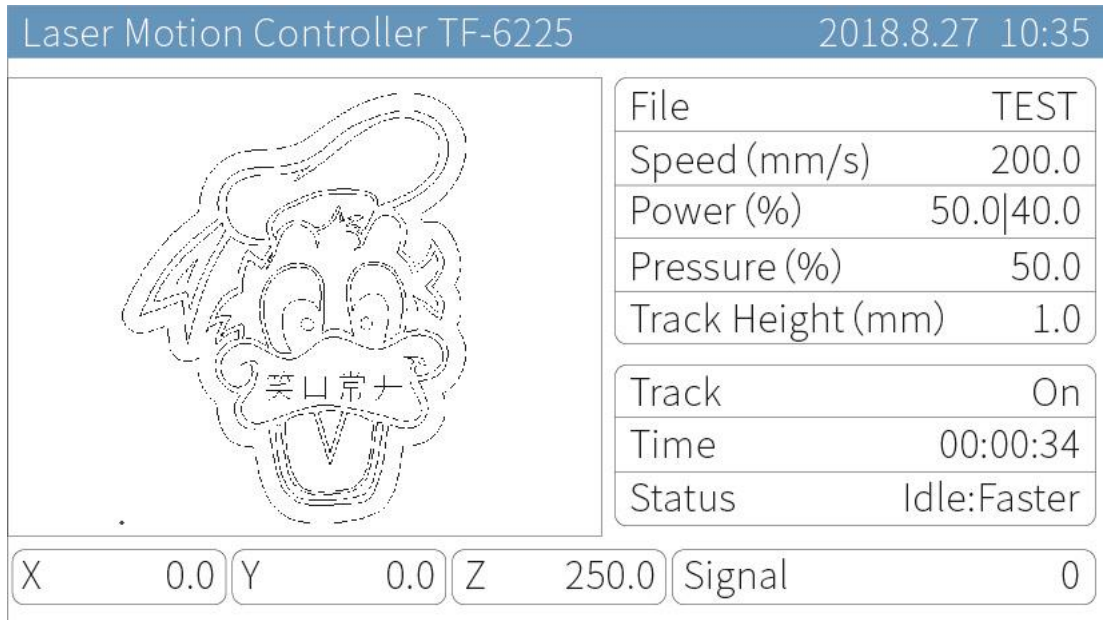 Laser Motion Controller TF-6225 2018.8.27 10:35
File TEST
Speed (mm/s) 200.0
Power (%) 50.0|40.0
Pressure (%) 50.0
Track Height (mm) 1.0
笑口常
Track On
Time 00:00:34
Status Idle:Faster
X 0.0 Y 0.0 Z 250.0 Signal 0